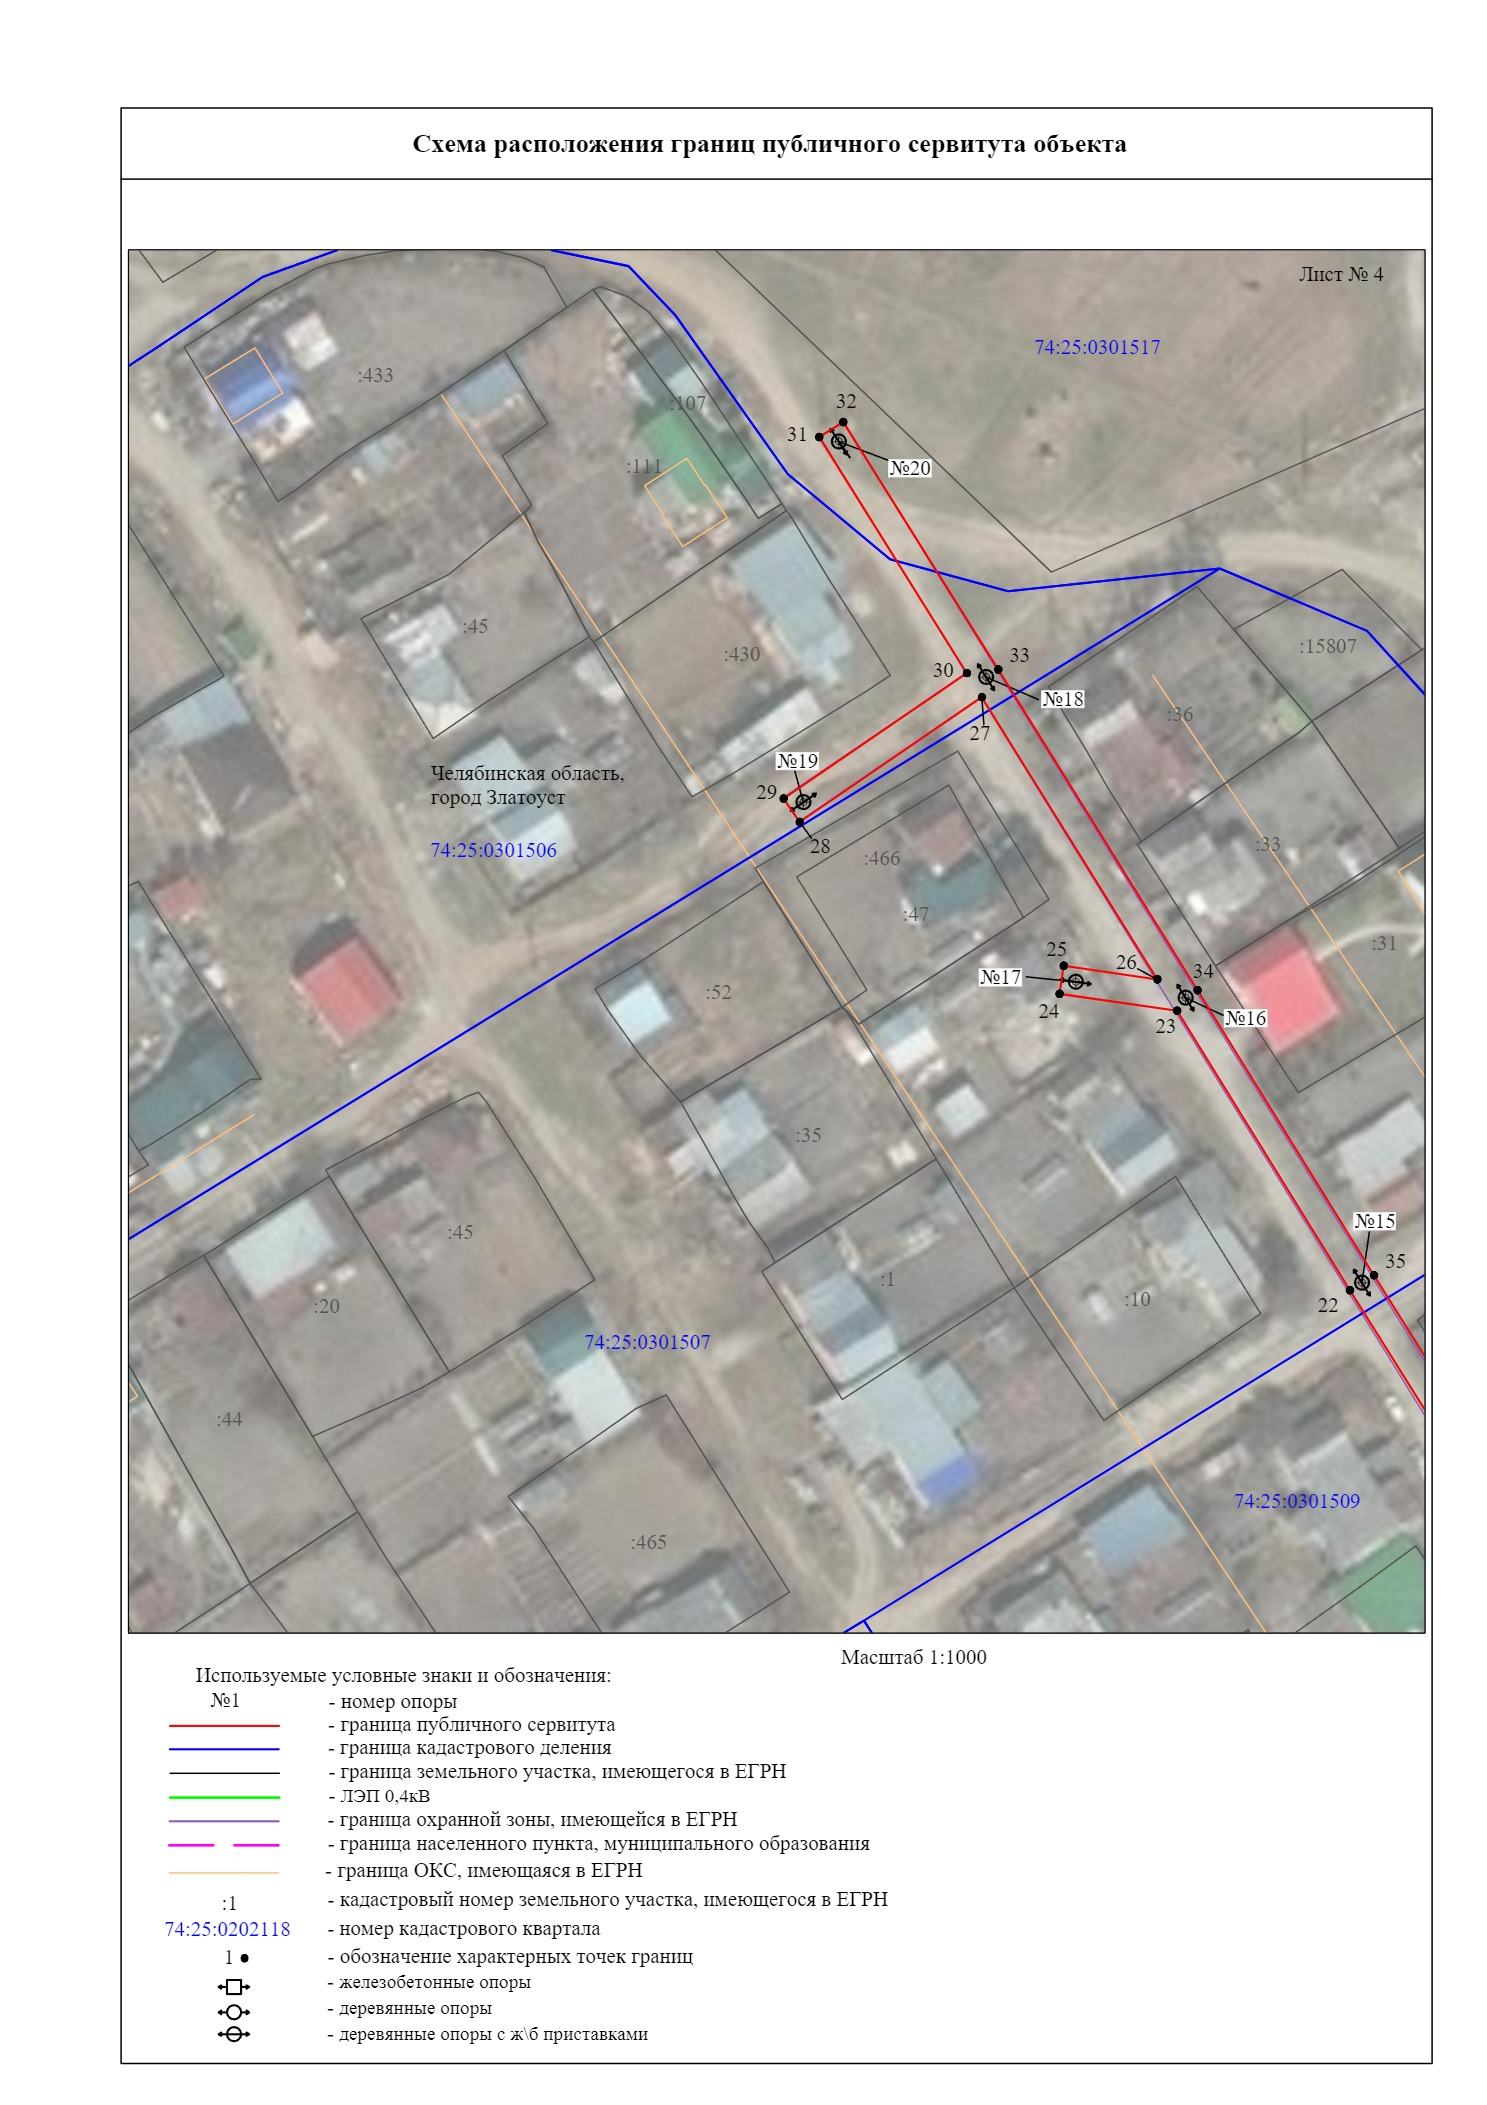 Схема расположения границ публичного сервитута объекта
Лист № 4
74:25:0301517
:433
:107
32
31
№20
:111
:45
:430
30
33
:15807
№18
:36
27
№19
Челябинская область,
город Златоуст
29
28
74:25:0301506
:466
:33
:47
:31
25
26
34
№17
:52
24
23
№16
:35
№15
:45
35
:1
:10
22
:20
74:25:0301507
:44
74:25:0301509
:465
Масштаб 1:1000
Используемые условные знаки и обозначения:
№1 - номер опоры
- граница публичного сервитута
- граница кадастрового деления
- граница земельного участка, имеющегося в ЕГРН
- ЛЭП 0,4кВ
- граница охранной зоны, имеющейся в ЕГРН
- граница населенного пункта, муниципального образования
- граница ОКС, имеющаяся в ЕГРН
:1 - кадастровый номер земельного участка, имеющегося в ЕГРН
74:25:0202118 - номер кадастрового квартала
1 - обозначение характерных точек границ
- железобетонные опоры
- деревянные опоры
- деревянные опоры с ж\б приставками